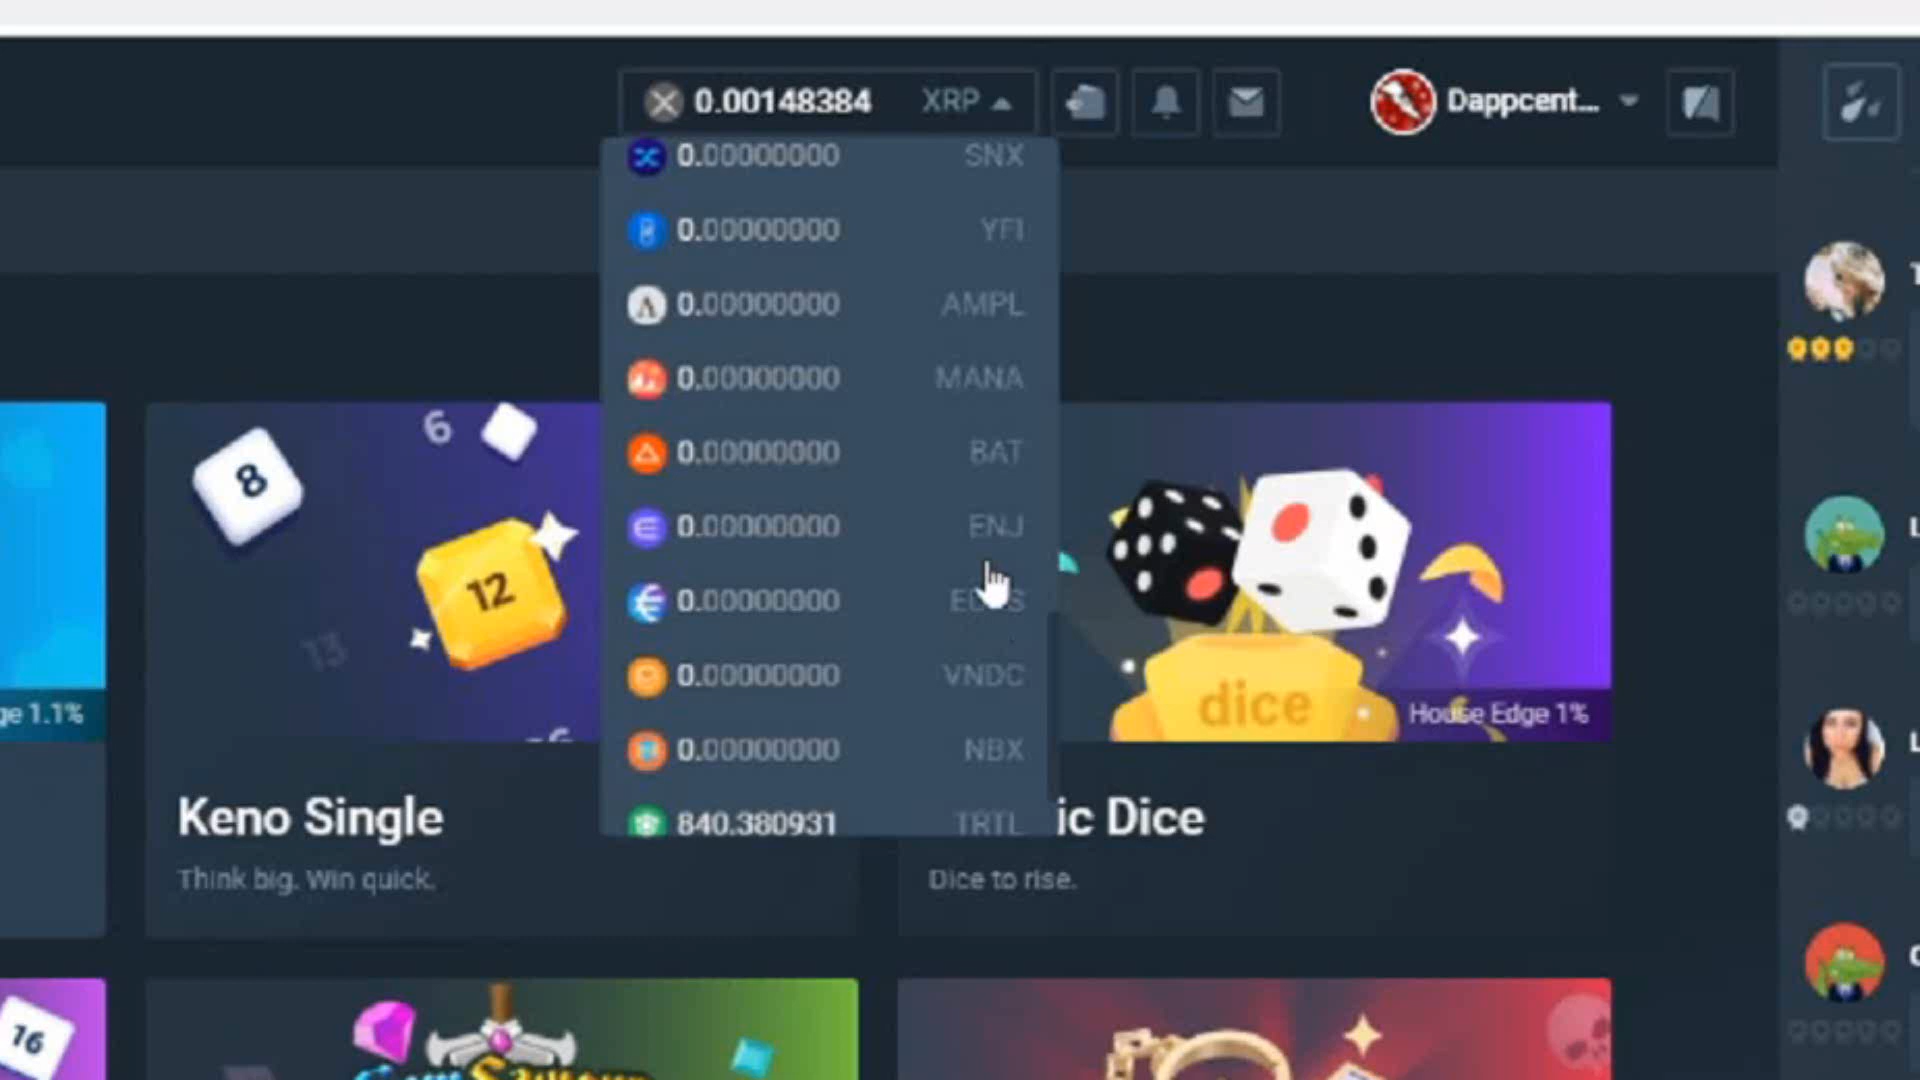 0.00148384 XRP
Dappcent...
0.00000000 SNX
0.00000000 YFI
0.00000000 AMPL
0.00000000 MANA
0.00000000 BAT
0.00000000 ENJ
0.00000000
0.00000000 VNDC
0.00000000 NBX
840.380931 TRTL
ge 1.1%
8
6
12
13
Keno Single
Think big. Win quick.
dice
House Edge 1%
ic Dice
Dice to rise.
16